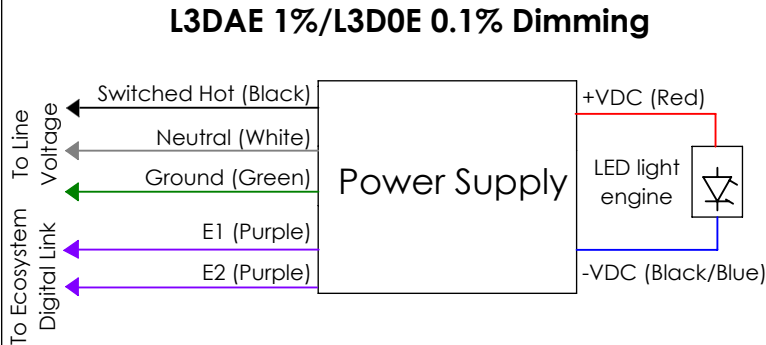 L3DAE 1%/L3D0E 0.1% Dimming
To Line
Voltage
Switched Hot (Black)
Neutral (White)
Ground (Green)
To Ecosystem
Digital Link
E1 (Purple)
E2 (Purple)
Power Supply
+VDC (Red)
LED light
engine
-VDC (Black/Blue)